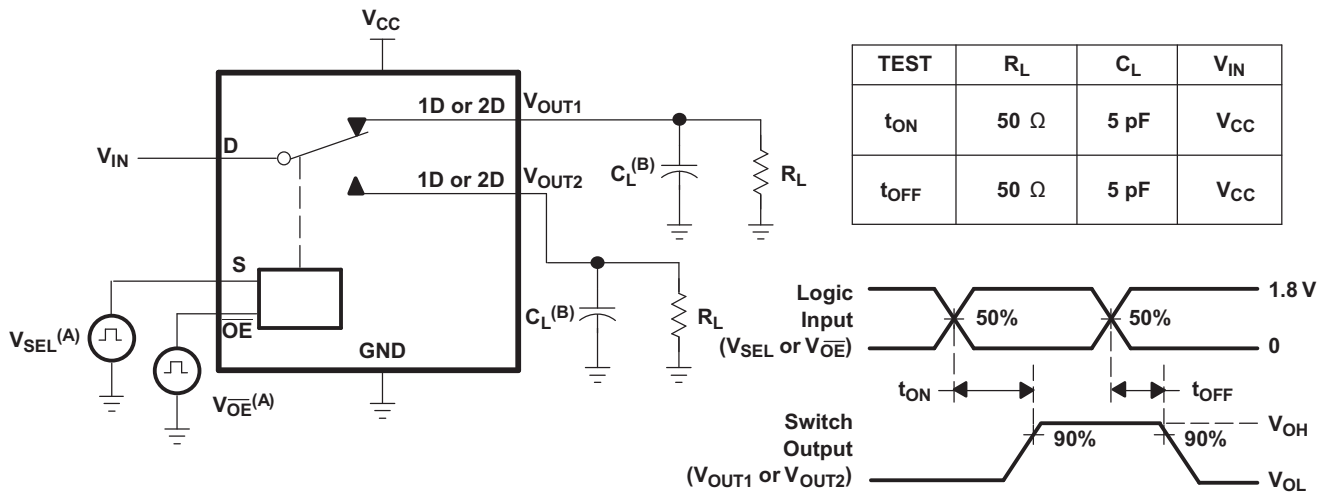 VCC
1D or 2D
VOUT1
VIN
D
CL(B)
RL
1D or 2D
VOUT2
S
CL(B)
RL
VSEL(A)
OE
GND
VOE(A)
TEST RL CL VIN
tON 50 Ω 5 pF VCC
tOFF 50 Ω 5 pF VCC
Logic
Input
(VSEL or VOE)
50%
50%
1.8 V
0
tON
tOFF
Switch
Output
(VOUT1 or VOUT2)
90%
90%
VOH
VOL